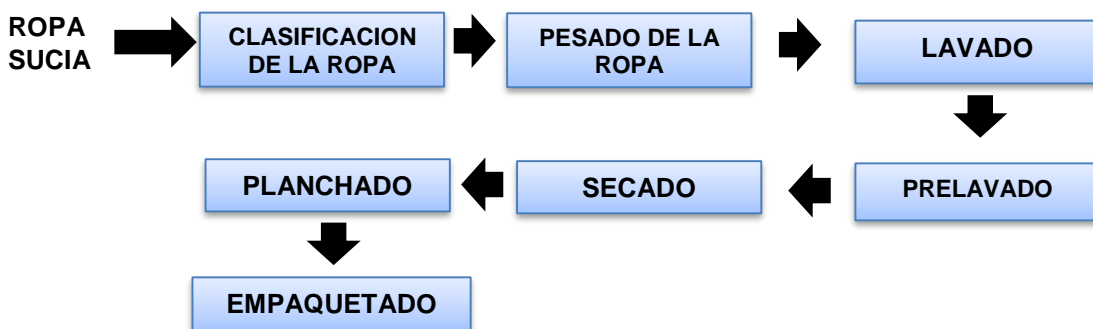 ROPA
SUCIA
CLASIFICACION
DE LA ROPA
PESADO DE LA
ROPA
LAVADO
PRELAVADO
SECADO
PLANCHADO
EMPAQUETADO